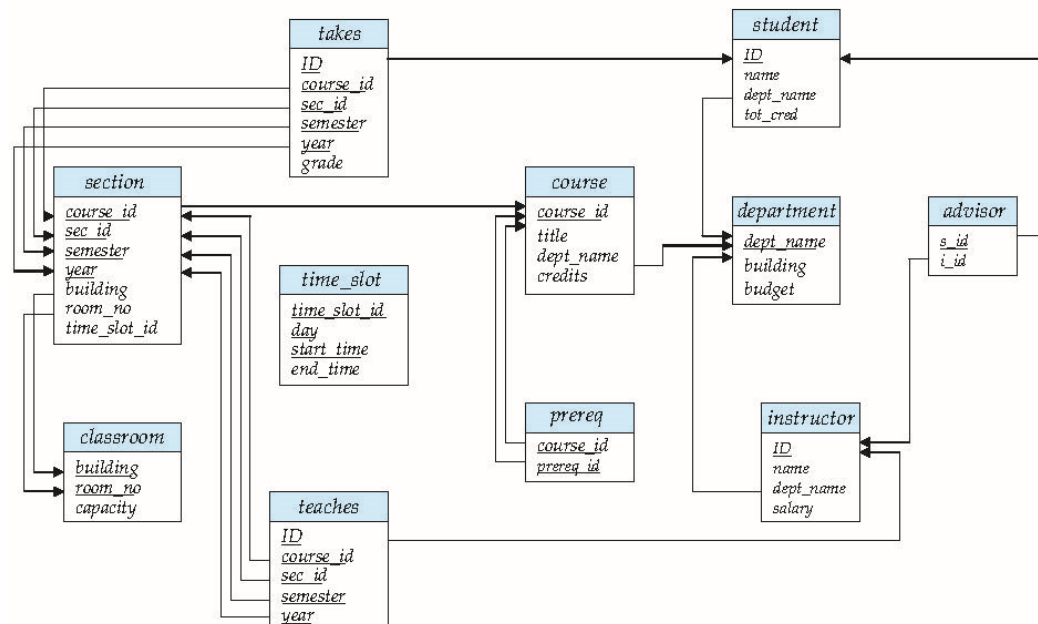 takes
ID
course_id
sec_id
semester
year
grade
student
ID
name
dept_name
tot_cred
section
course_id
sec_id
semester
year
building
room_no
time_slot_id
course
course_id
title
dept_name
credits
department
dept_name
building
budget
advisor
s_id
i_id
time_slot
time_slot_id
day
start_time
end_time
prereq
course_id
prereq_id
instructor
ID
name
dept_name
salary
classroom
building
room_no
capacity
teaches
ID
course_id
sec_id
semester
year